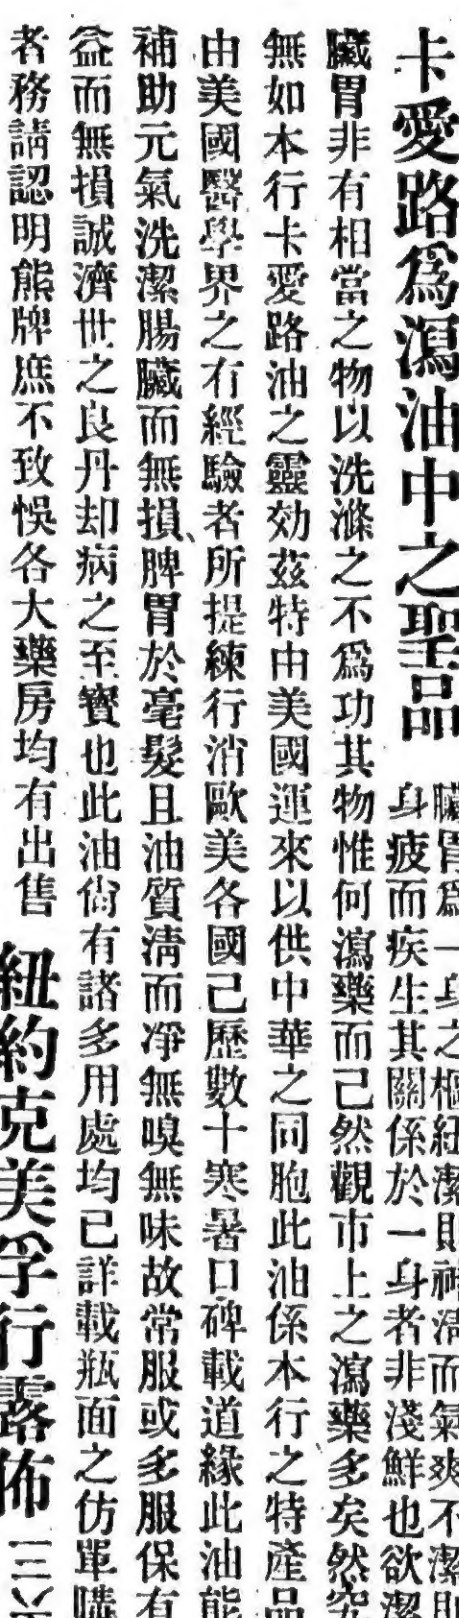 卡愛路爲瀉油中之聖品
臟胃爲一身之樞紐潔則神淸而氣爽不潔則
身疲而疾生其關係於一身者非淺鮮也欲潔
臟胃非有相當之物以洗滌之不爲功其物惟何瀉藥而己然觀市上之瀉藥多矣然
無如本行卡愛路油之靈効茲特由美國運來以供中華之同胞此油係本行之特產品
由美國醫學界之有經驗者所提練行消歐美各國己歷數十寒暑口碑載道緣此油能
補助元氣洗潔腸臟而無損、脾胃於毫髮且油質淸而凈無嗅無味故常服或多服保有
益而無損誠濟世之良丹却病之至寶也此油尙有諸多用處均已詳載瓶面之仿單購
者務請認明熊牌庶不致悞各大藥房均有出售
紐約克美孚行露佈